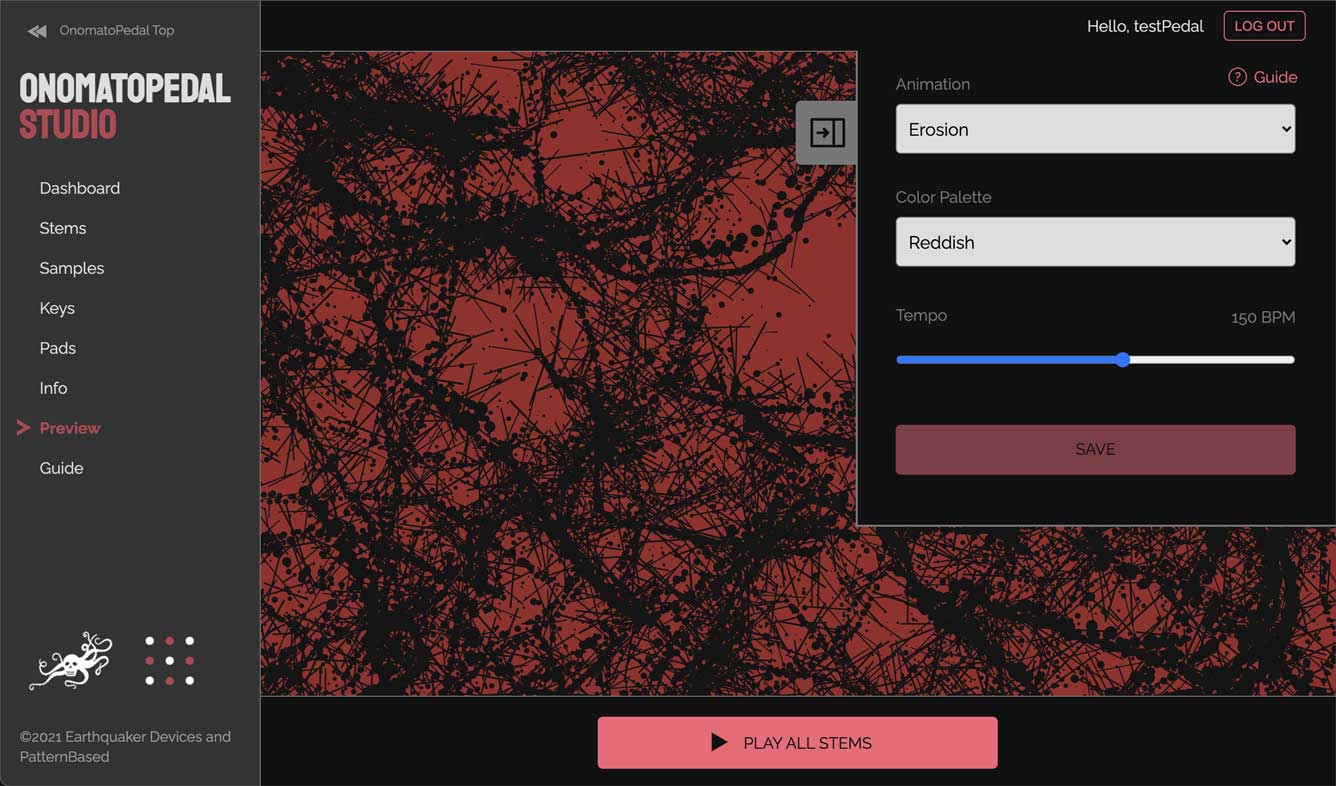 OnomatoPedal Top
ONOMATOPEDAL
STUDIO
Dashboard
Stems
Samples
Keys
Pads
Info
Preview
Guide
©2021 Earthquaker Devices and
PatternBased
Hello, testPedal
LOG OUT
? Guide
Animation
Erosion
Color Palette
Reddish
Tempo
150 BPM
SAVE
PLAY ALL STEMS